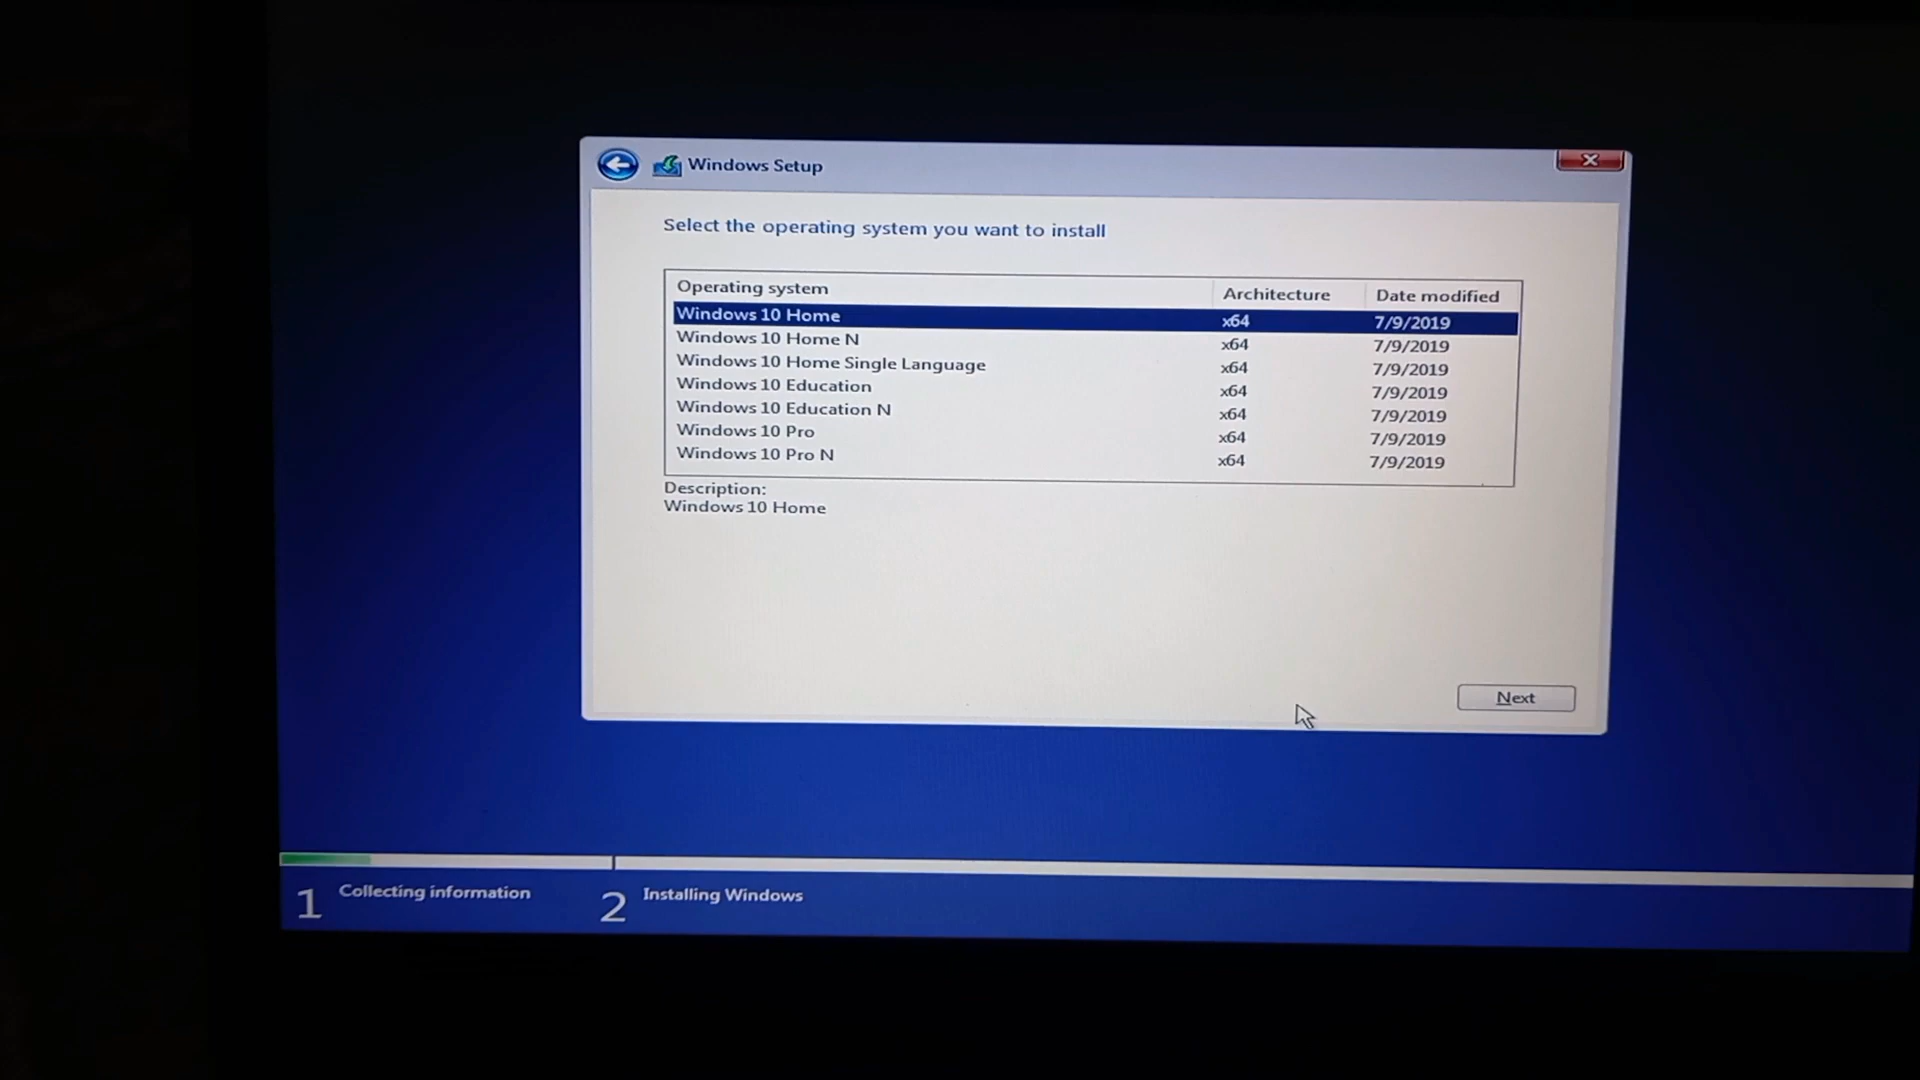 Windows Setup
Select the operating system you want to install
Operating system Architecture Date modified
Windows 10 Home x64 7/9/2019
Windows 10 Home N x64 7/9/2019
Windows 10 Home Single Language x64 7/9/2019
Windows 10 Education x64 7/9/2019
Windows 10 Education N x64 7/9/2019
Windows 10 Pro x64 7/9/2019
Windows 10 Pro N x64 7/9/2019
Description:
Windows 10 Home
Next
1 Collecting information 2 Installing Windows